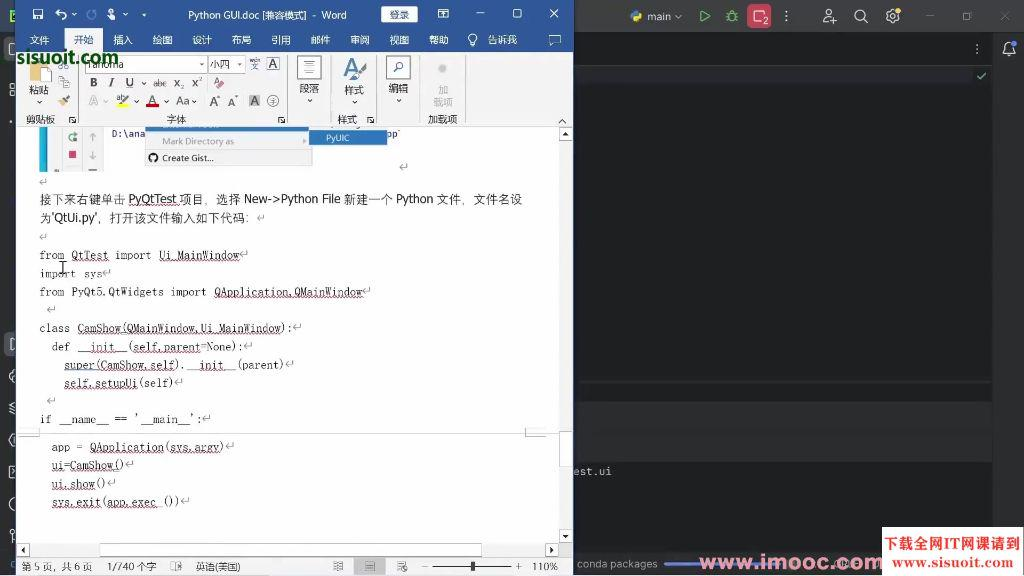 Python GUI.doc [兼容模式] - Word
登录
main
2
文件 开始 插入 绘图 设计 布局 引用 邮件 审阅 视图 帮助 告诉我
sisuoit.com
Tahoma 小四
粘贴
B I U abc x₂ x² 段落 样式 编辑 加载项
剪贴板 字体 样式 加载项
D:\ana
PyUIC
Mark Directory as
Create Gist...
接下来右键单击 PyQtTest 项目，选择 New->Python File 新建一个 Python 文件，文件名设
为'QtUi.py'，打开该文件输入如下代码：
from QtTest import Ui_MainWindow
import sys
from PyQt5.QtWidgets import QApplication,QMainWindow
class CamShow(QMainWindow,Ui_MainWindow):
def __init__(self,parent=None):
super(CamShow,self).__init__(parent)
self.setupUi(self)
if __name__ == '__main__':
app = QApplication(sys.argv)
ui=CamShow()
est.ui
ui.show()
sys.exit(app.exec_())
下载全网IT网课请到
www.sisuoit.com
www.imooc.com
conda packages
第 5 页，共 6 页 1/740 个字 英语(美国) 110%